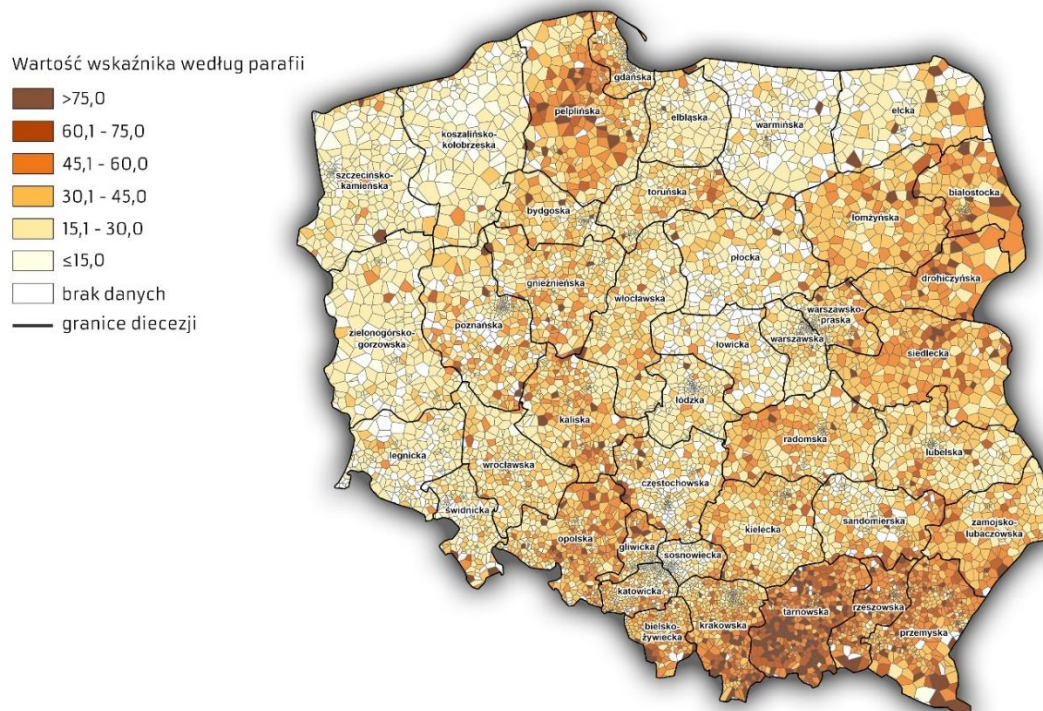 Wartość wskaźnika według parafii
>75,0
60,1 - 75,0
45,1 - 60,0
30,1 - 45,0
15,1 - 30,0
≤15,0
brak danych
granice diecezji
gdańska
pelplińska
elbląska
warmińska
ełcka
koszalińsko-
kołobrzeska
szczecińsko-
kamieńska
bydgoska
toruńska
łomżyńska
białostocka
gnieźnieńska
płocka
drohiczyńska
włocławska
zielonogórsko-
gorzowska
poznańska
łowicka
warszawska
warszawsko-
praska
siedlecka
łódzka
kaliska
radomska
lubelska
legnicka
wrocławska
częstochowska
świdnicka
opolska
kielecka
sandomierska
zamojsko-
lubaczowska
gliwicka
sosnowiecka
katowicka
bielsko-
żywiecka
krakowska
tarnowska
rzeszowska
przemyska